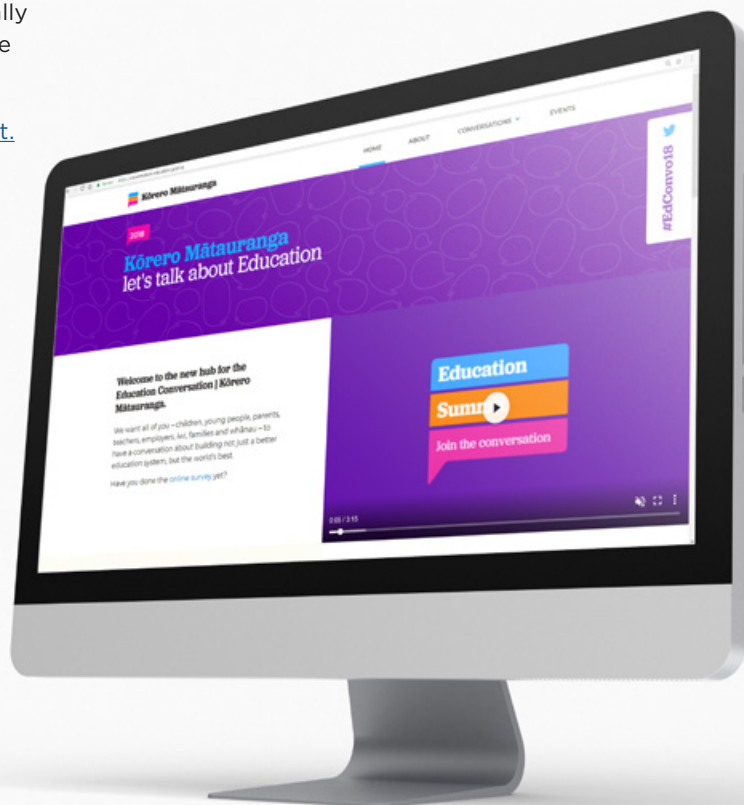 ally
e
t.
HOME
ABOUT
CONVERSATIONS
EVENTS
Kōrero Mātauranga
#EdConvo18
2018
Kōrero Mātauranga
let's talk about Education
Welcome to the new hub for the
Education Conversation | Kōrero
Mātauranga.
We want all of you – children, young people, parents,
teachers, employers, iwi, families and whānau – to
have a conversation about building not just a better
education system, but the world's best.
Have you done the online survey yet?
Education
Summ
Join the conversation
0:05 / 3:15